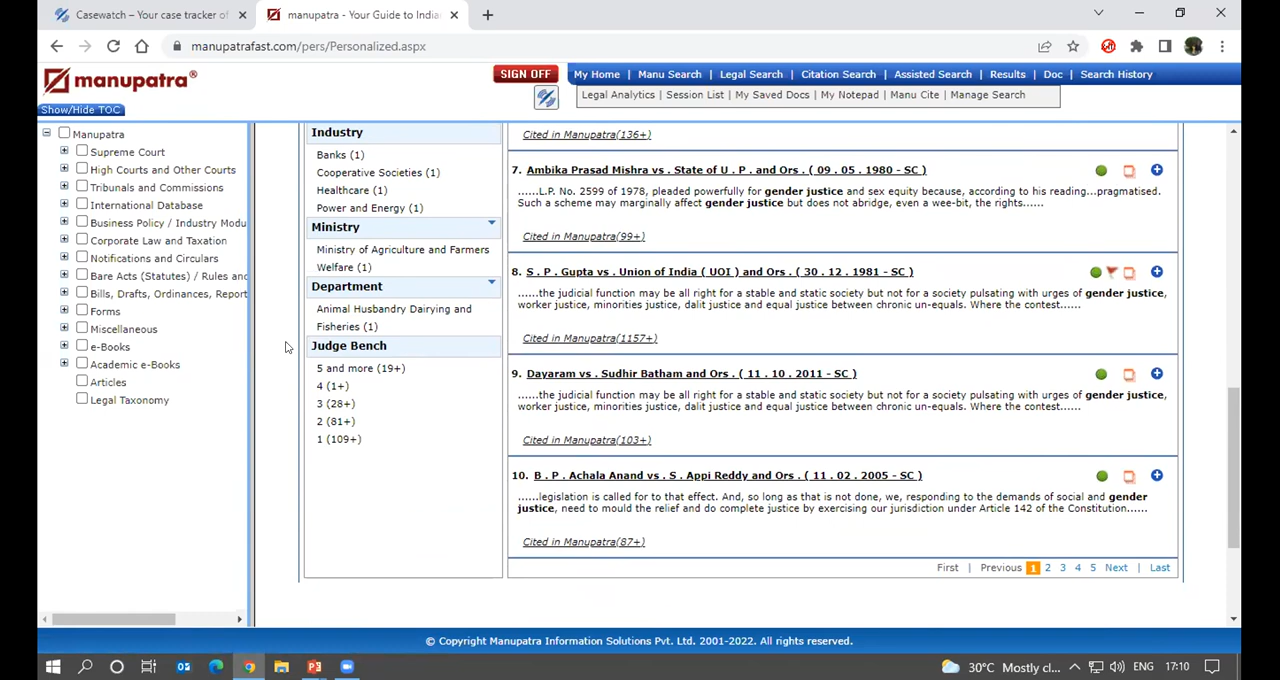 Casewatch – Your case tracker of
manupatra - Your Guide to India
manupatrafast.com/pers/Personalized.aspx
manupatra®
SIGN OFF
My Home | Manu Search | Legal Search | Citation Search | Assisted Search | Results | Doc | Search History
Legal Analytics | Session List | My Saved Docs | My Notepad | Manu Cite | Manage Search
Show/Hide TOC
Manupatra
Supreme Court
High Courts and Other Courts
Tribunals and Commissions
International Database
Business Policy / Industry Modu
Corporate Law and Taxation
Notifications and Circulars
Bare Acts (Statutes) / Rules and
Bills, Drafts, Ordinances, Report
Forms
Miscellaneous
e-Books
Academic e-Books
Articles
Legal Taxonomy
Industry
Banks (1)
Cooperative Societies (1)
Healthcare (1)
Power and Energy (1)
Ministry
Ministry of Agriculture and Farmers
Welfare (1)
Department
Animal Husbandry Dairying and
Fisheries (1)
Judge Bench
5 and more (19+)
4 (1+)
3 (28+)
2 (81+)
1 (109+)
Cited in Manupatra(136+)
7. Ambika Prasad Mishra vs. State of U . P . and Ors . ( 09 . 05 . 1980 - SC )
......L.P. No. 2599 of 1978, pleaded powerfully for gender justice and sex equity because, according to his reading...pragmatised.
Such a scheme may marginally affect gender justice but does not abridge, even a wee-bit, the rights......
Cited in Manupatra(99+)
8. S . P . Gupta vs . Union of India ( UOI ) and Ors . ( 30 . 12 . 1981 - SC )
......the judicial function may be all right for a stable and static society but not for a society pulsating with urges of gender justice,
worker justice, minorities justice, dalit justice and equal justice between chronic un-equals. Where the contest......
Cited in Manupatra(1157+)
9. Dayaram vs . Sudhir Batham and Ors . ( 11 . 10 . 2011 - SC )
......the judicial function may be all right for a stable and static society but not for a society pulsating with urges of gender justice,
worker justice, minorities justice, dalit justice and equal justice between chronic un-equals. Where the contest......
Cited in Manupatra(103+)
10. B . P . Achala Anand vs . S . Appi Reddy and Ors . ( 11 . 02 . 2005 - SC )
......legislation is called for to that effect. And, so long as that is not done, we, responding to the demands of social and gender
justice, need to mould the relief and do complete justice by exercising our jurisdiction under Article 142 of the Constitution......
Cited in Manupatra(87+)
First | Previous 1 2 3 4 5 Next | Last
© Copyright Manupatra Information Solutions Pvt. Ltd. 2001-2022. All rights reserved.
30°C Mostly cl... ENG 17:10